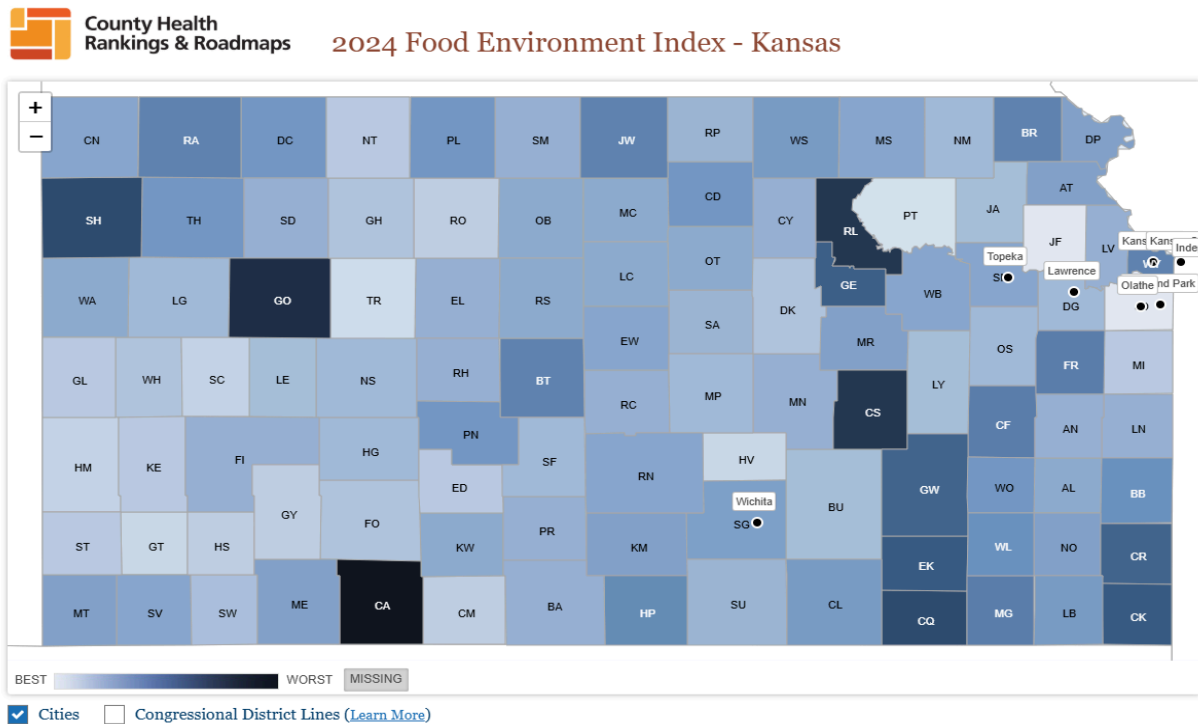 County Health
Rankings & Roadmaps
2024 Food Environment Index - Kansas
+
−
CN RA DC NT PL SM JW RP WS MS NM BR DP
SH TH SD GH RO OB MC CD CY RL PT JA AT
JF LV
Kans Kans
Inde
WA LG GO TR EL RS LC OT DK GE WB Topeka
Lawrence
Olathe nd Park
DG
EW SA MR OS
GL WH SC LE NS RH BT RC MP MN CS LY FR MI
HM KE FI HG PN SF RN HV CF AN LN
ED GW WO AL BB
GY FO Wichita
SG BU
ST GT HS KW PR KM EK WL NO CR
MT SV SW ME CA CM BA HP SU CL CQ MG LB CK
BEST WORST MISSING
Cities Congressional District Lines (Learn More)